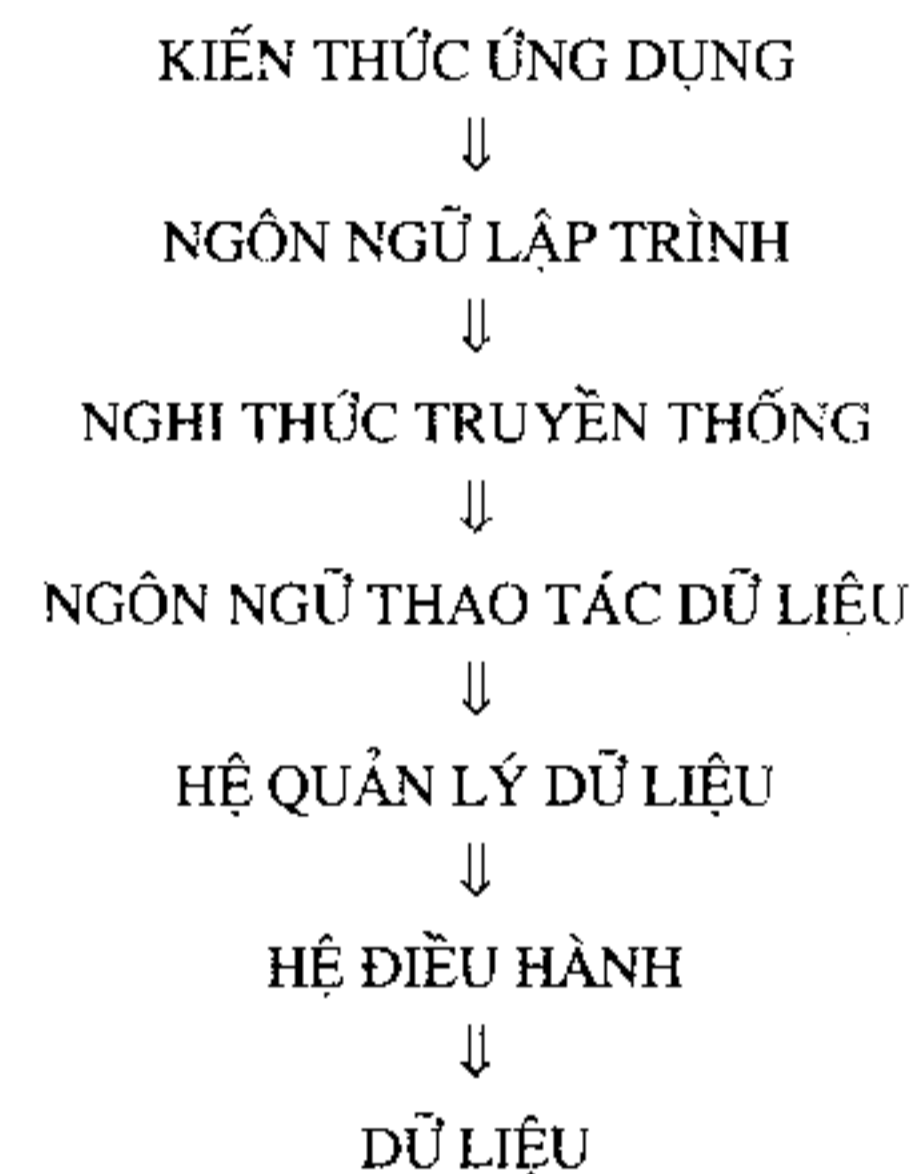 KIẾN THỨC ỨNG DỤNG
⇓
NGÔN NGỮ LẬP TRÌNH
⇓
NGHI THỨC TRUYỀN THỐNG
⇓
NGÔN NGỮ THAO TÁC DỮ LIỆU
⇓
HỆ QUẢN LÝ DỮ LIỆU
⇓
HỆ ĐIỀU HÀNH
⇓
DỮ LIỆU